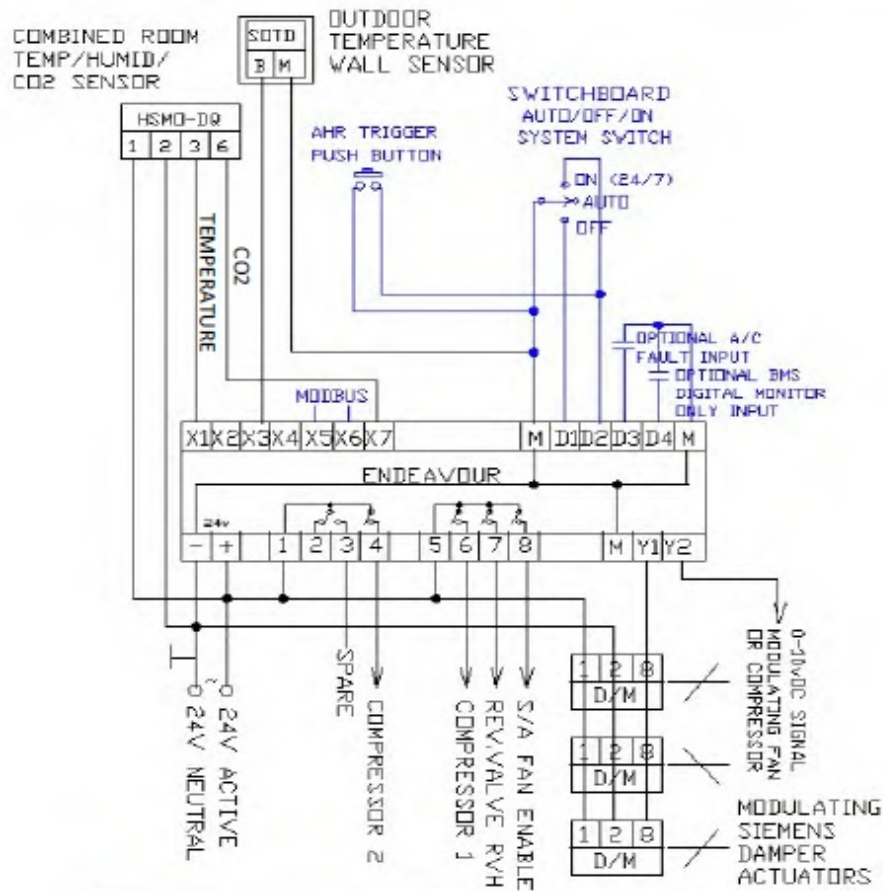 COMBINED ROOM
TEMP/HUMID/
CO2 SENSOR
SOTD
B M
OUTDOOR
TEMPERATURE
WALL SENSOR
HSMO-DQ
1 2 3 6
AHR TRIGGER
PUSH BUTTON
SWITCHBOARD
AUTO/OFF/ON
SYSTEM SWITCH
ON (24/7)
AUTO
OFF
TEMPERATURE
CO2
OPTIONAL A/C
FAULT INPUT
OPTIONAL BMS
DIGITAL MONITOR
ONLY INPUT
MODBUS
X1 X2 X3 X4 X5 X6 X7 M D1 D2 D3 D4 M
ENDEAVOUR
24v
- + 1 2 3 4 5 6 7 8 M Y1 Y2
24V NEUTRAL
~ 24V ACTIVE
SPARE
COMPRESSOR 2
COMPRESSOR 1
REV.VALVE RVH
S/A FAN ENABLE
0-10vDC SIGNAL
MODULATING FAN
OR COMPRESSOR
1 2 8
D/M
1 2 8
D/M
1 2 8
D/M
MODULATING
SIEMENS
DAMPER
ACTUATORS